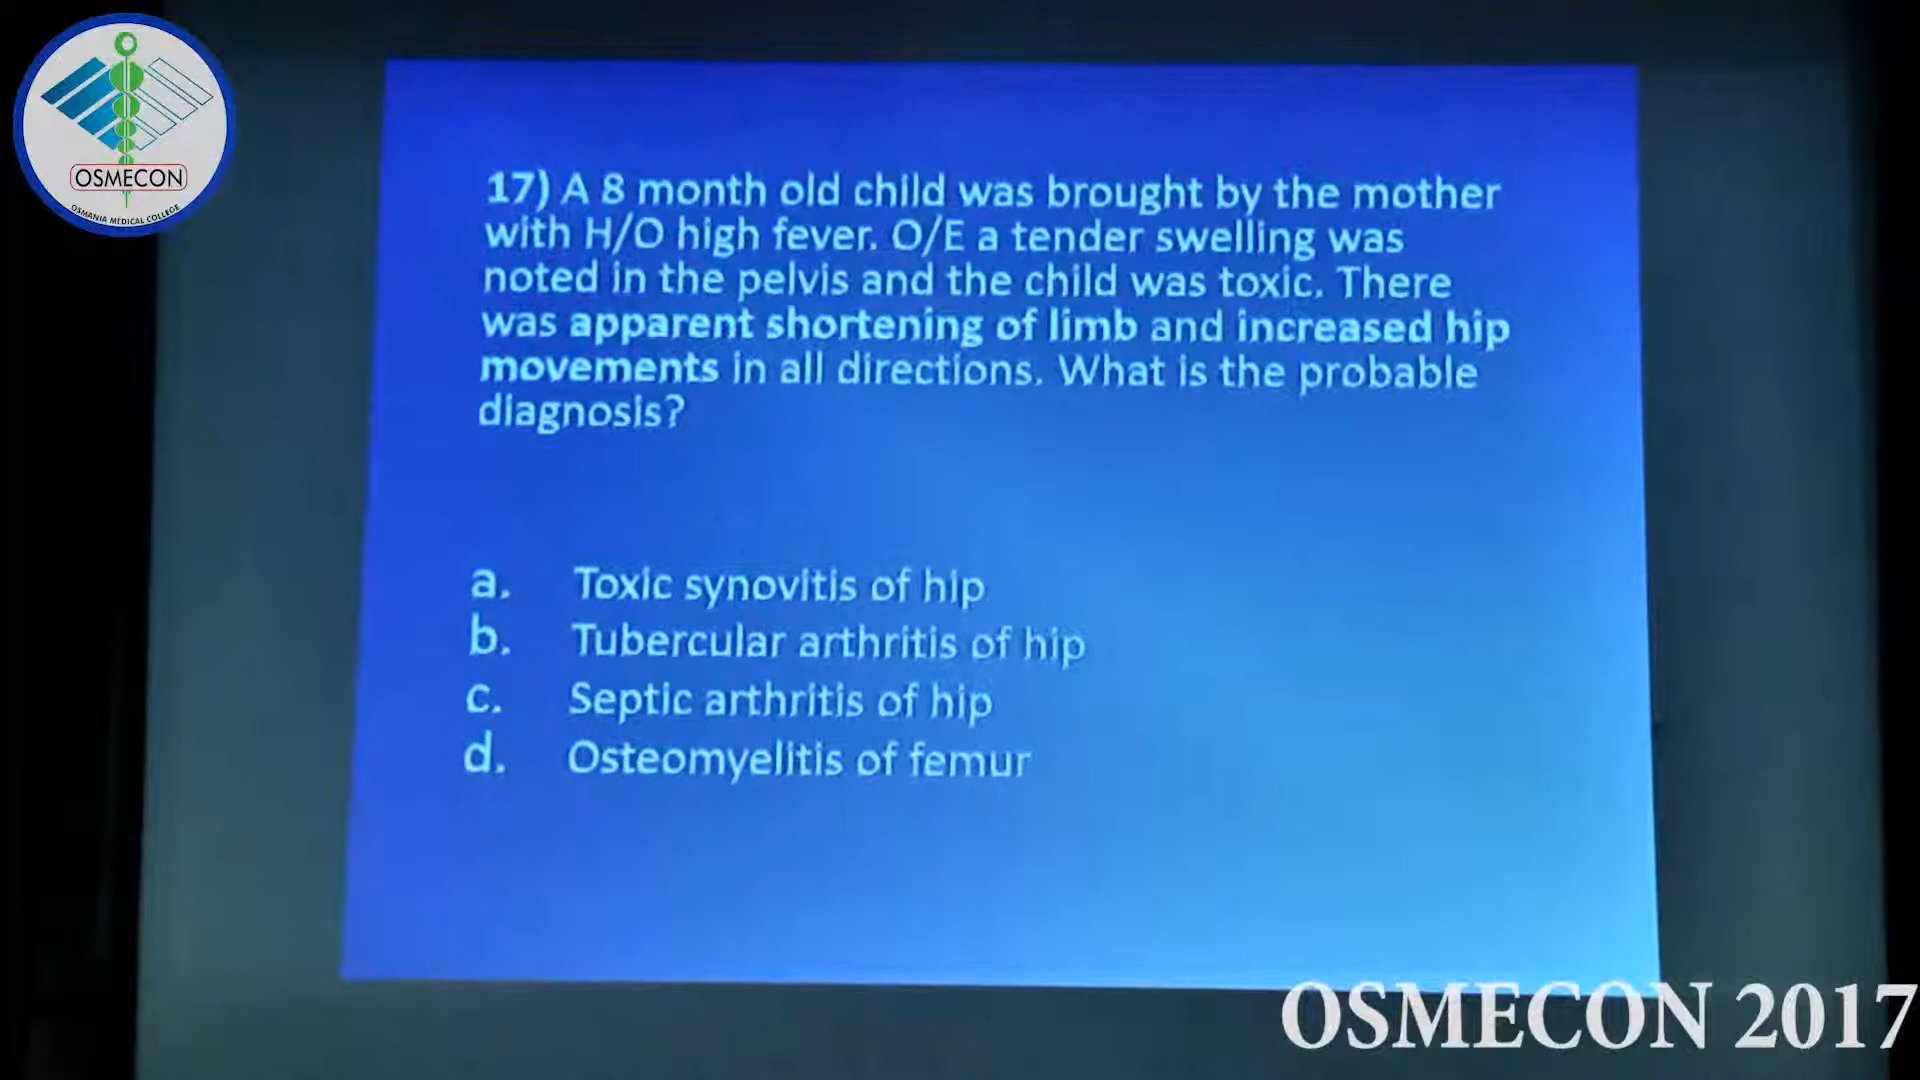 OSMECON
OSMANIA MEDICAL COLLEGE
17) A 8 month old child was brought by the mother
with H/O high fever. O/E a tender swelling was
noted in the pelvis and the child was toxic. There
was apparent shortening of limb and increased hip
movements in all directions. What is the probable
diagnosis?
a. Toxic synovitis of hip
b. Tubercular arthritis of hip
c. Septic arthritis of hip
d. Osteomyelitis of femur
OSMECON 2017